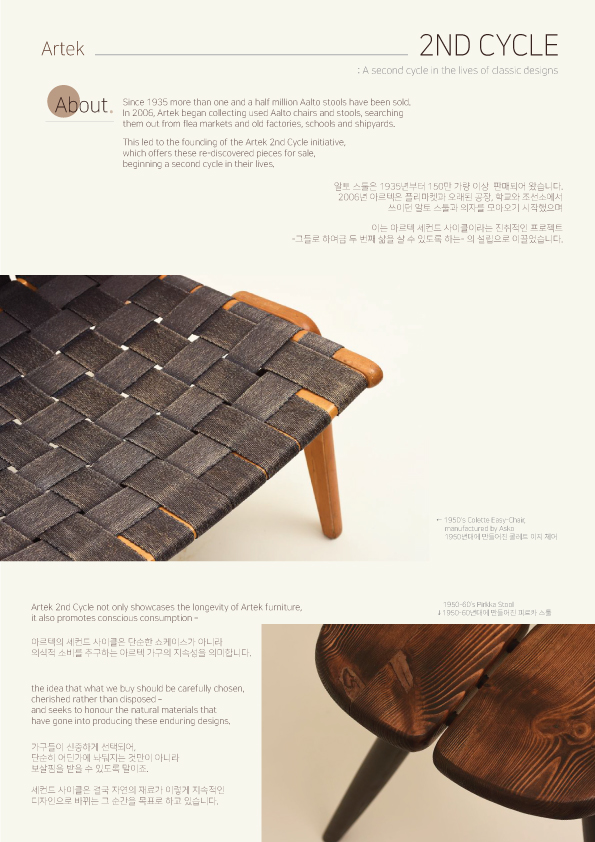 Artek
2ND CYCLE
: A second cycle in the lives of classic designs
About.
Since 1935 more than one and a half million Aalto stools have been sold.
In 2006, Artek began collecting used Aalto chairs and stools, searching
them out from flea markets and old factories, schools and shipyards.
This led to the founding of the Artek 2nd Cycle initiative,
which offers these re-discovered pieces for sale,
beginning a second cycle in their lives.
알토 스툴은 1935년부터 150만 가량 이상 판매되어 왔습니다.
2006년 아르텍은 플리마켓과 오래된 공장, 학교와 조선소에서
쓰이던 알토 스툴과 의자를 모아오기 시작했으며
이는 아르텍 세컨드 사이클이라는 진취적인 프로젝트
-그들로 하여금 두 번째 삶을 살 수 있도록 하는- 의 설립으로 이끌었습니다.
← 1950's Colette Easy-Chair,
manufactured by Asko
1950년대에 만들어진 콜레트 이지 체어
1950-60's Pirkka Stool
↓1950-60년대에 만들어진 피르카 스툴
Artek 2nd Cycle not only showcases the longevity of Artek furniture,
it also promotes conscious consumption –
아르텍의 세컨드 사이클은 단순한 쇼케이스가 아니라
의식적 소비를 추구하는 아르텍 가구의 지속성을 의미합니다.
the idea that what we buy should be carefully chosen,
cherished rather than disposed –
and seeks to honour the natural materials that
have gone into producing these enduring designs.
가구들이 신중하게 선택되어,
단순히 어딘가에 놔둬지는 것만이 아니라
보살핌을 받을 수 있도록 말이죠.
세컨드 사이클은 결국 자연의 재료가 이렇게 지속적인
디자인으로 바뀌는 그 순간을 목표로 하고 있습니다.